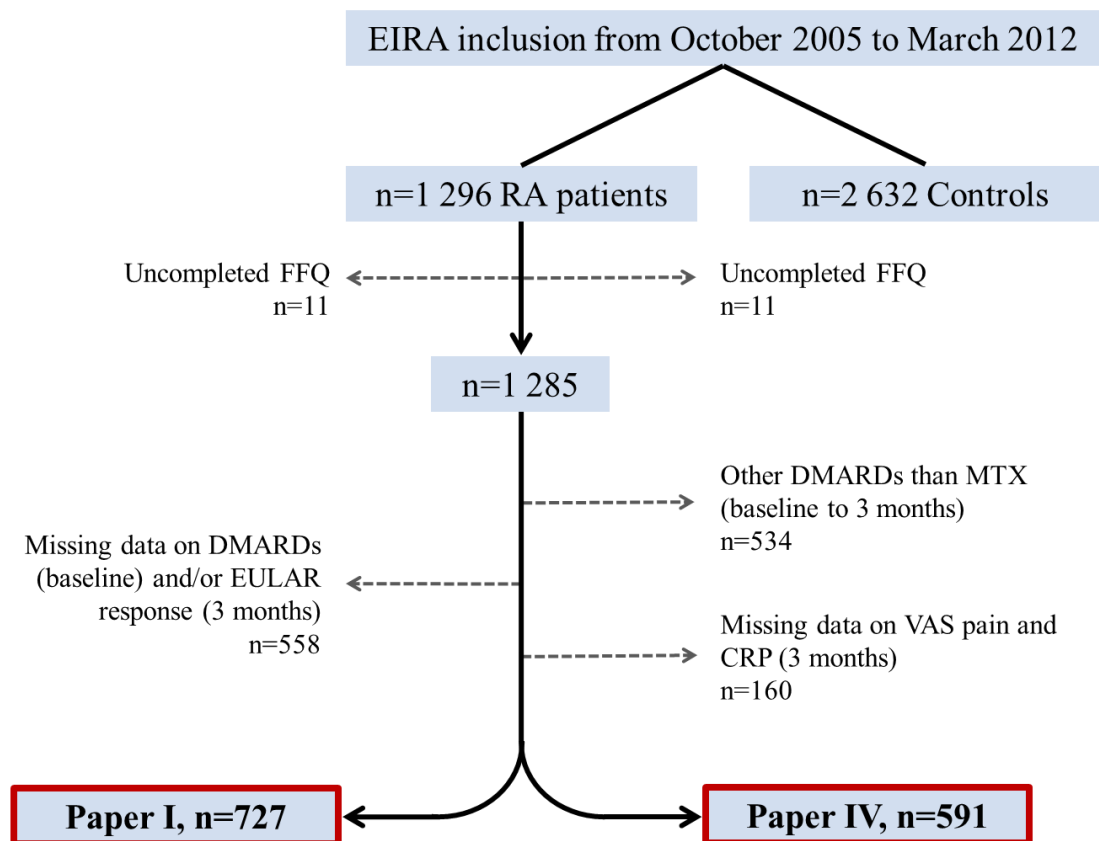 EIRA inclusion from October 2005 to March 2012
n=1 296 RA patients
n=2 632 Controls
Uncompleted FFQ
n=11
Uncompleted FFQ
n=11
n=1 285
Other DMARDs than MTX
(baseline to 3 months)
n=534
Missing data on DMARDs
(baseline) and/or EULAR
response (3 months)
n=558
Missing data on VAS pain and
CRP (3 months)
n=160
Paper I, n=727
Paper IV, n=591